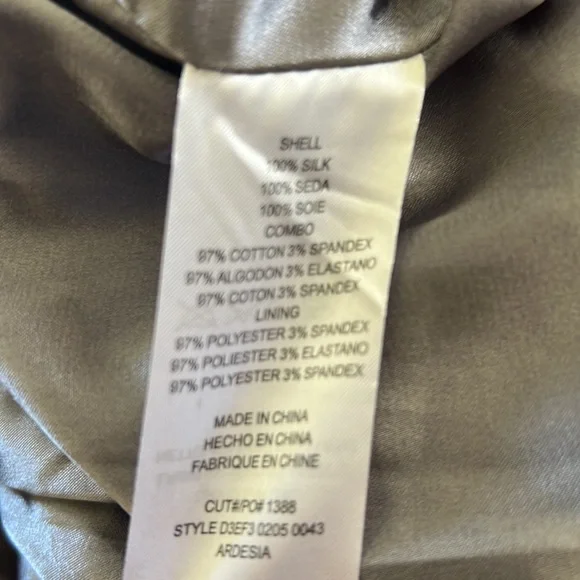 SHELL
100% SILK
100% SEDA
100% SOIE
COMBO
97% COTTON 3% SPANDEX
97% ALGODON 3% ELASTANO
97% COTON 3% SPANDEX
LINING
97% POLYESTER 3% SPANDEX
97% POLIESTER 3% ELASTANO
97% POLYESTER 3% SPANDEX
MADE IN CHINA
HECHO EN CHINA
FABRIQUE EN CHINE
CUT#/PO# 1388
STYLE D3EF3 0205 0043
ARDESIA